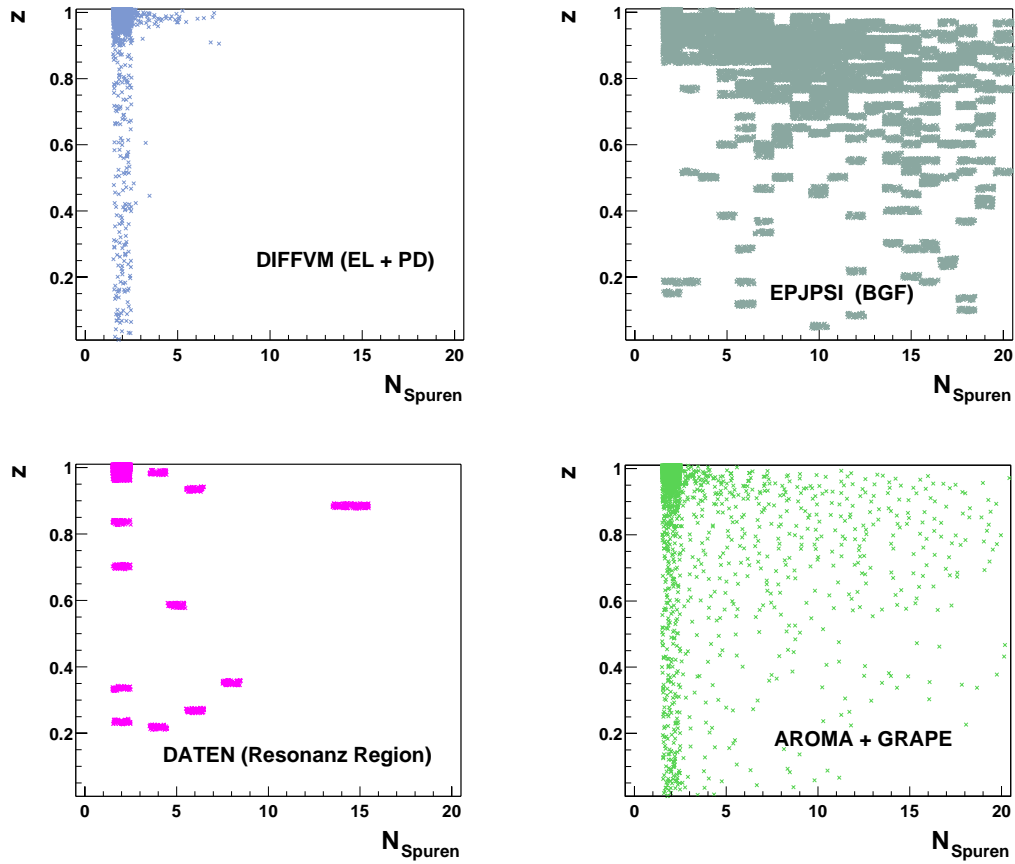 z
1
0.8
0.6
0.4
0.2
DIFFVM (EL + PD)
0 5 10 15 20
N_Spuren
z
1
0.8
0.6
0.4
0.2
EPJPSI (BGF)
0 5 10 15 20
N_Spuren
z
1
0.8
0.6
0.4
0.2
DATEN (Resonanz Region)
0 5 10 15 20
N_Spuren
z
1
0.8
0.6
0.4
0.2
AROMA + GRAPE
0 5 10 15 20
N_Spuren